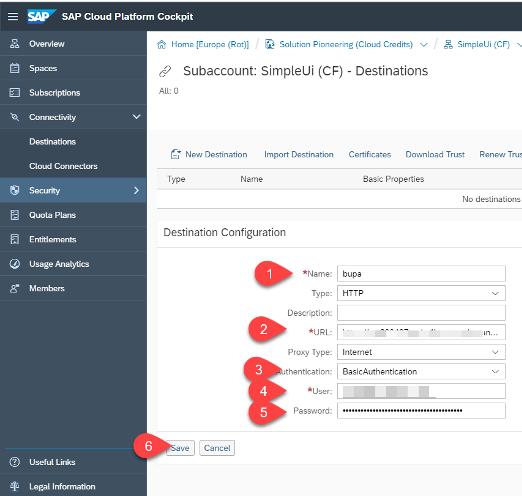 SAP SAP Cloud Platform Cockpit
Overview
Spaces
Subscriptions
Connectivity
Destinations
Cloud Connectors
Security
Quota Plans
Entitlements
Usage Analytics
Members
Useful Links
Legal Information
Home [Europe (Rot)] / Solution Pioneering (Cloud Credits) / SimpleUi (CF)
Subaccount: SimpleUi (CF) - Destinations
All: 0
New Destination Import Destination Certificates Download Trust Renew Trus
Type Name Basic Properties
No destinations
Destination Configuration
1 *Name: bupa
Type: HTTP
Description:
2 *URL:
Proxy Type: Internet
3 Authentication: BasicAuthentication
4 *User:
5 Password:
6 Save Cancel